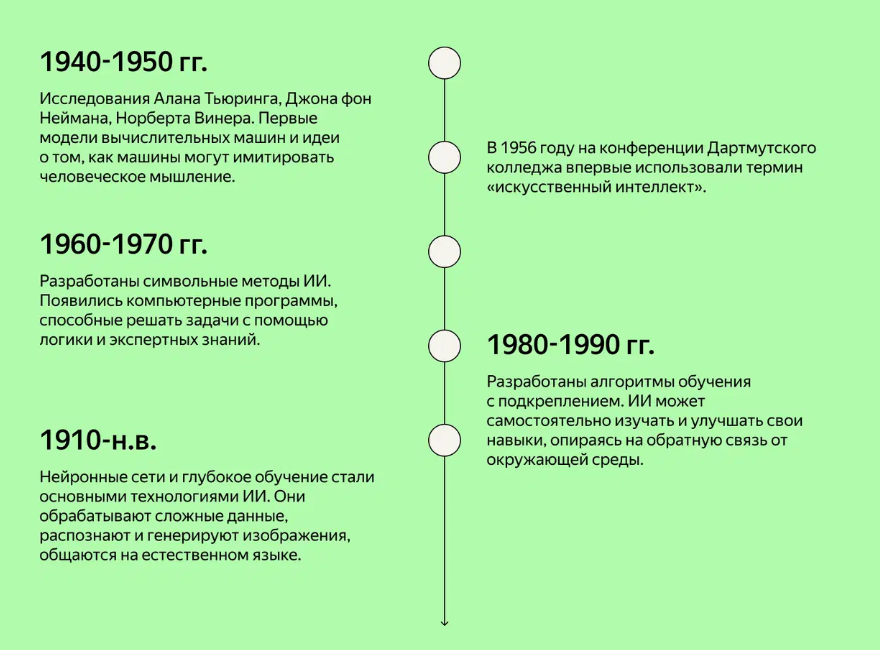 1940-1950 гг.
Исследования Алана Тьюринга, Джона фон
Неймана, Норберта Винера. Первые
модели вычислительных машин и идеи
о том, как машины могут имитировать
человеческое мышление.
В 1956 году на конференции Дартмутского
колледжа впервые использовали термин
«искусственный интеллект».
1960-1970 гг.
Разработаны символьные методы ИИ.
Появились компьютерные программы,
способные решать задачи с помощью
логики и экспертных знаний.
1980-1990 гг.
Разработаны алгоритмы обучения
с подкреплением. ИИ может
самостоятельно изучать и улучшать свои
навыки, опираясь на обратную связь от
окружающей среды.
1910-н.в.
Нейронные сети и глубокое обучение стали
основными технологиями ИИ. Они
обрабатывают сложные данные,
распознают и генерируют изображения,
общаются на естественном языке.